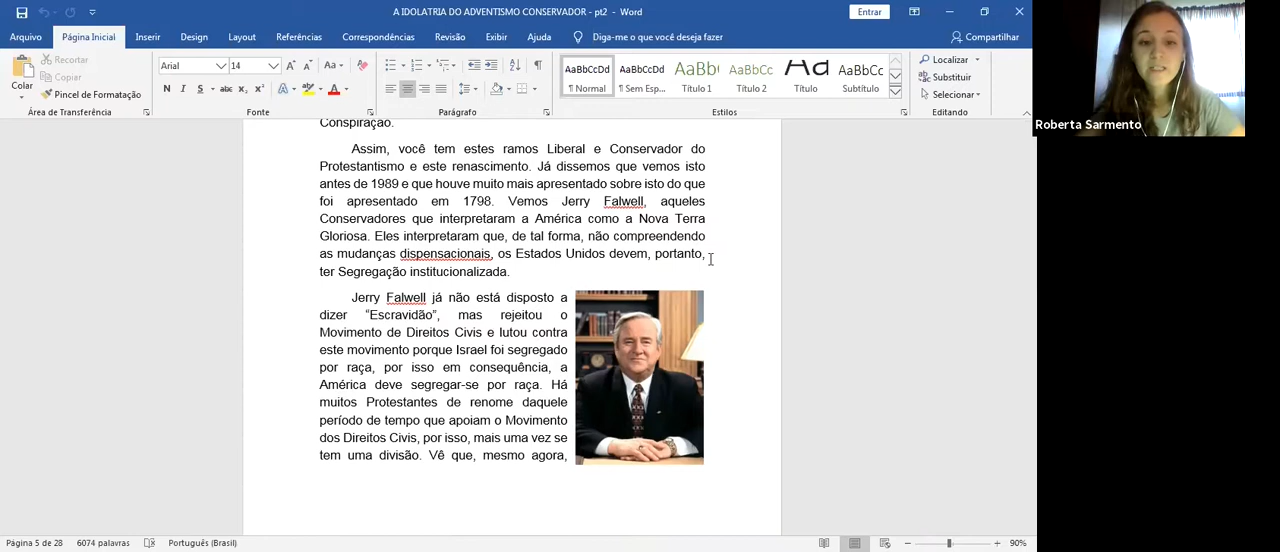 A IDOLATRIA DO ADVENTISMO CONSERVADOR - pt2 - Word
Entrar
Arquivo Página Inicial Inserir Design Layout Referências Correspondências Revisão Exibir Ajuda Diga-me o que você deseja fazer Compartilhar
Colar
Recortar
Copiar
Pincel de Formatação
Área de Transferência
Arial 14
Aa
N I S abc x₂ x² A A
Fonte
Parágrafo
AaBbCcDd AaBbCcDd AaBbC AaBbCc AaB AaBbCc
¶ Normal ¶ Sem Esp... Título 1 Título 2 Título Subtítulo
Estilos
Localizar
Substituir
Selecionar
Editando
Roberta Sarmento
Conspiração.
Assim, você tem estes ramos Liberal e Conservador do
Protestantismo e este renascimento. Já dissemos que vemos isto
antes de 1989 e que houve muito mais apresentado sobre isto do que
foi apresentado em 1798. Vemos Jerry Falwell, aqueles
Conservadores que interpretaram a América como a Nova Terra
Gloriosa. Eles interpretaram que, de tal forma, não compreendendo
as mudanças dispensacionais, os Estados Unidos devem, portanto,
ter Segregação institucionalizada.
Jerry Falwell já não está disposto a
dizer “Escravidão”, mas rejeitou o
Movimento de Direitos Civis e lutou contra
este movimento porque Israel foi segregado
por raça, por isso em consequência, a
América deve segregar-se por raça. Há
muitos Protestantes de renome daquele
período de tempo que apoiam o Movimento
dos Direitos Civis, por isso, mais uma vez se
tem uma divisão. Vê que, mesmo agora,
Página 5 de 28 6074 palavras Português (Brasil) 90%